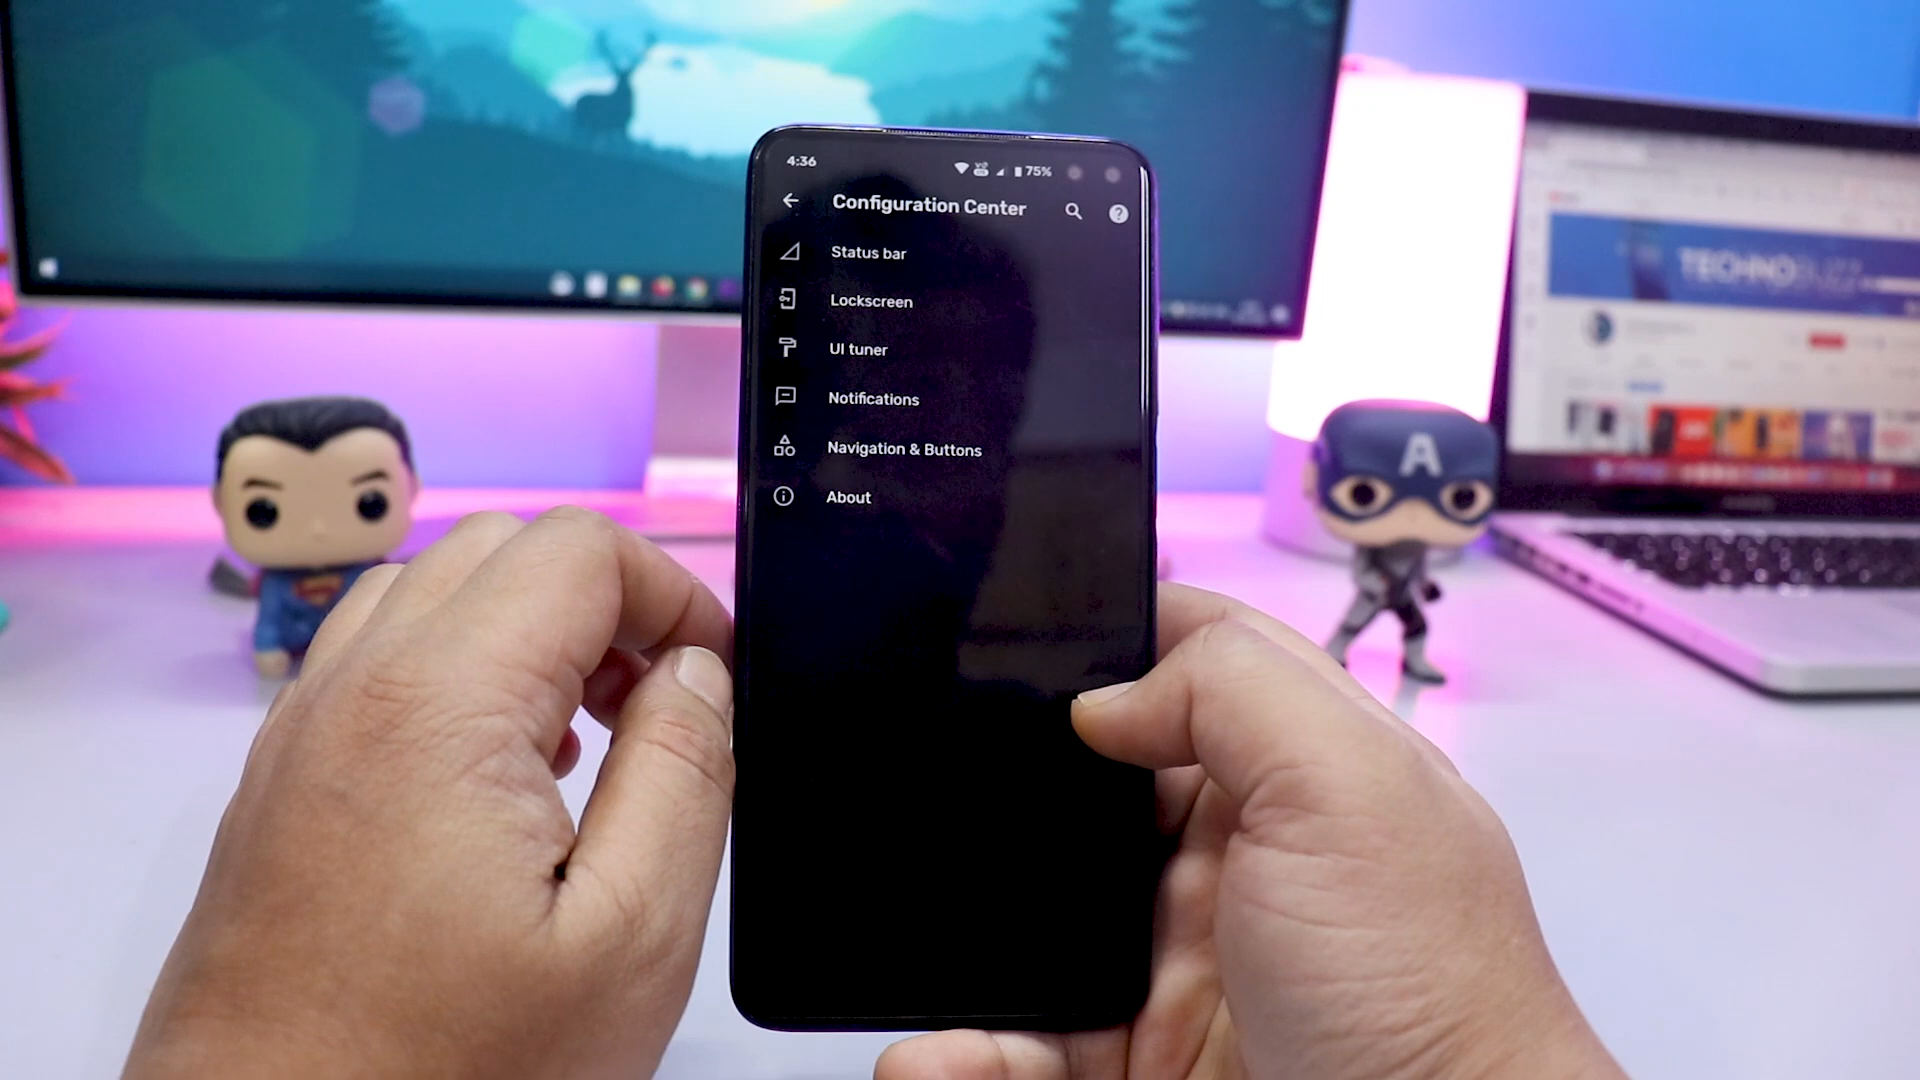 4:36
75%
Configuration Center
Status bar
Lockscreen
UI tuner
Notifications
Navigation & Buttons
About
A